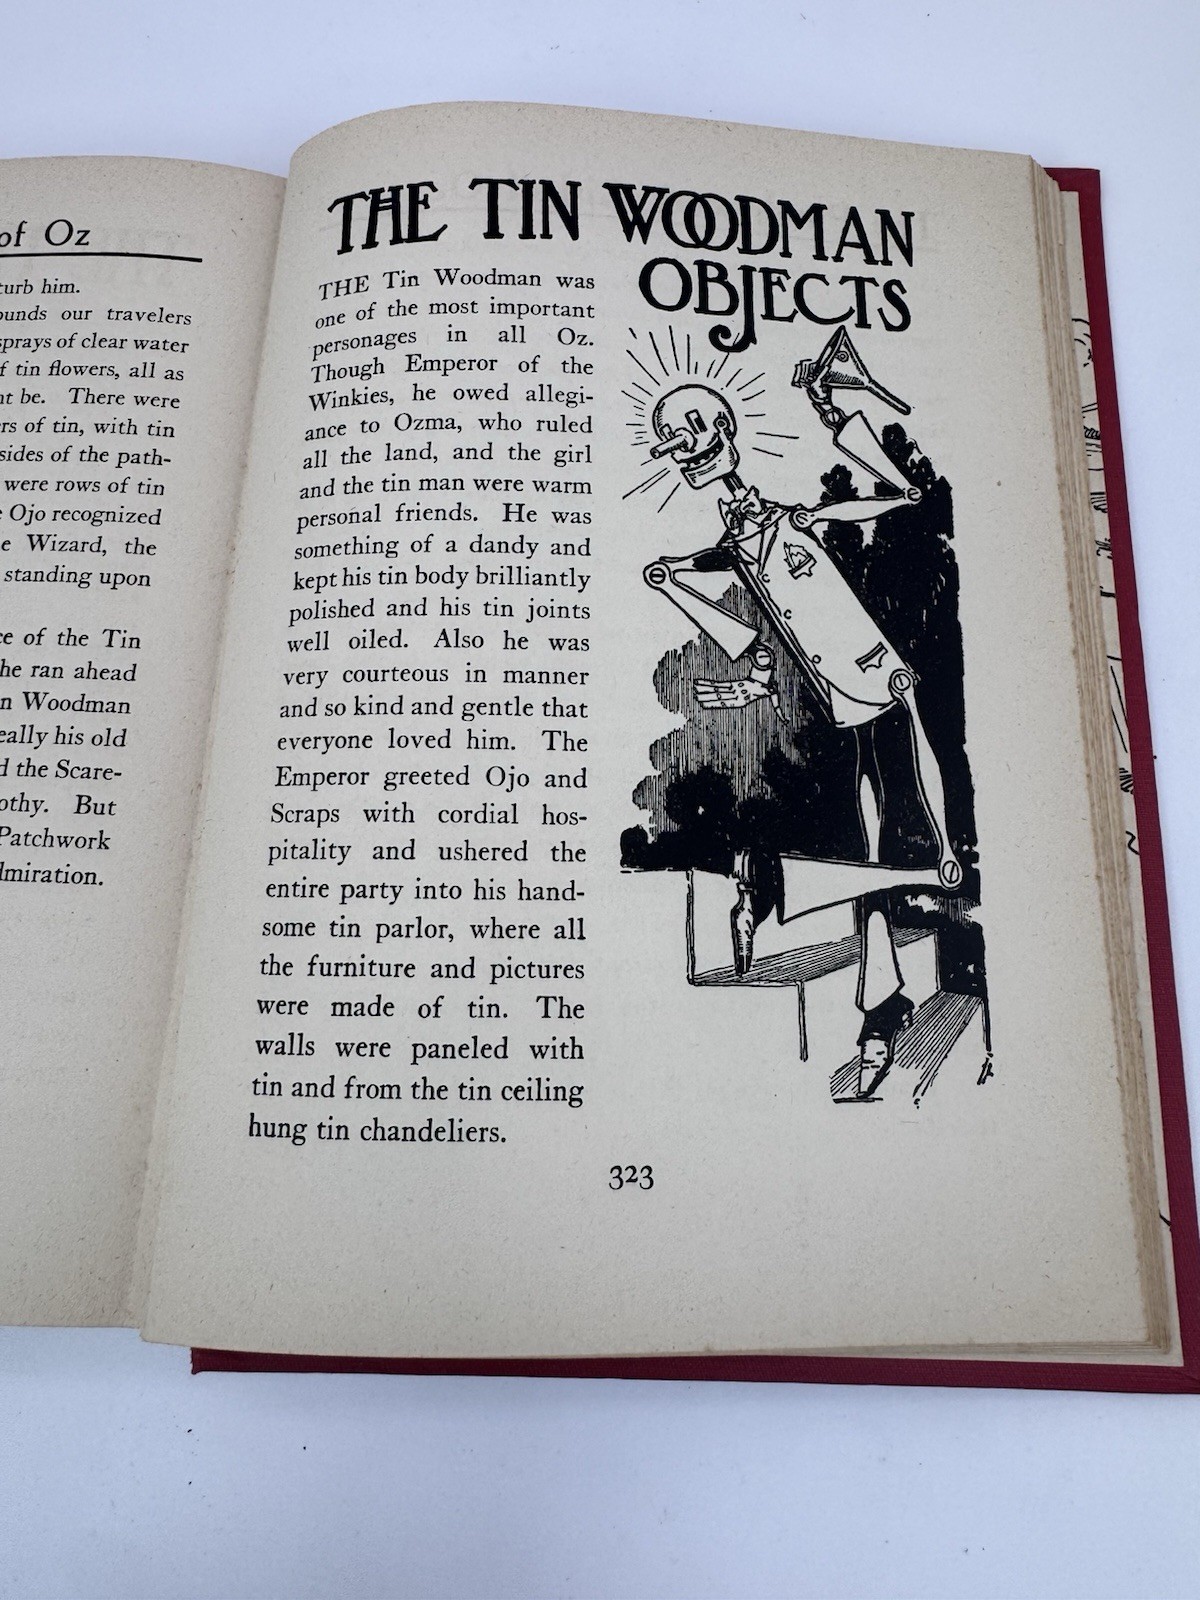 of Oz
turb him.
our travelers
sprays of clear water
of tin flowers, all as
be. There were
of tin, with tin
sides of the path-
were rows of tin
Ojo recognized
Wizard, the
standing upon
of the Tin
he ran ahead
Woodman
really his old
the Scare-
But
Patchwork
admiration.
THE TIN WOODMAN
OBJECTS
THE Tin Woodman was
one of the most important
personages in all Oz.
Though Emperor of the
Winkies, he owed allegi-
ance to Ozma, who ruled
all the land, and the girl
and the tin man were warm
personal friends. He was
something of a dandy and
kept his tin body brilliantly
polished and his tin joints
well oiled. Also he was
very courteous in manner
and so kind and gentle that
everyone loved him. The
Emperor greeted Ojo and
Scraps with cordial hos-
pitality and ushered the
entire party into his hand-
some tin parlor, where all
the furniture and pictures
were made of tin. The
walls were paneled with
tin and from the tin ceiling
hung tin chandeliers.
323